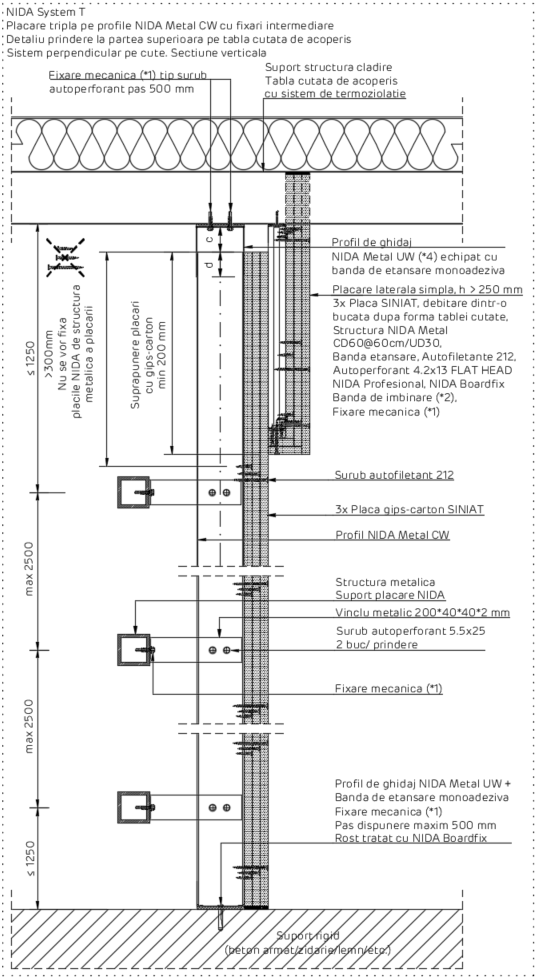 NIDA System T
Placare tripla pe profile NIDA Metal CW cu fixari intermediare
Detaliu prindere la partea superioara pe tabla cutata de acoperis
Sistem perpendicular pe cute. Sectiune verticala
Fixare mecanica (*1) tip surub
autoperforant pas 500 mm
Suport structura cladire
Tabla cutata de acoperis
cu sistem de termoziolatie
c
d
Profil de ghidaj
NIDA Metal UW (*4) echipat cu
banda de etansare monoadeziva
Placare laterala simpla, h > 250 mm
3x Placa SINIAT, debitare dintr-o
bucata dupa forma tablei cutate,
Structura NIDA Metal
CD60@60cm/UD30,
Banda etansare, Autofiletante 212,
Autoperforant 4.2x13 FLAT HEAD
NIDA Profesional, NIDA Boardfix
Banda de imbinare (*2),
Fixare mecanica (*1)
≤ 1250
>300mm
Nu se vor fixa
placile NIDA de structura
metalica a placarii
Suprapunere placari
cu gips-carton
min 200 mm
Surub autofiletant 212
3x Placa gips-carton SINIAT
Profil NIDA Metal CW
max 2500
Structura metalica
Suport placare NIDA
Vinclu metalic 200*40*40*2 mm
Surub autoperforant 5.5x25
2 buc/ prindere
Fixare mecanica (*1)
max 2500
Profil de ghidaj NIDA Metal UW +
Banda de etansare monoadeziva
Fixare mecanica (*1)
Pas dispunere maxim 500 mm
Rost tratat cu NIDA Boardfix
≤ 1250
Suport rigid
(beton armat/zidarie/lemn/etc.)